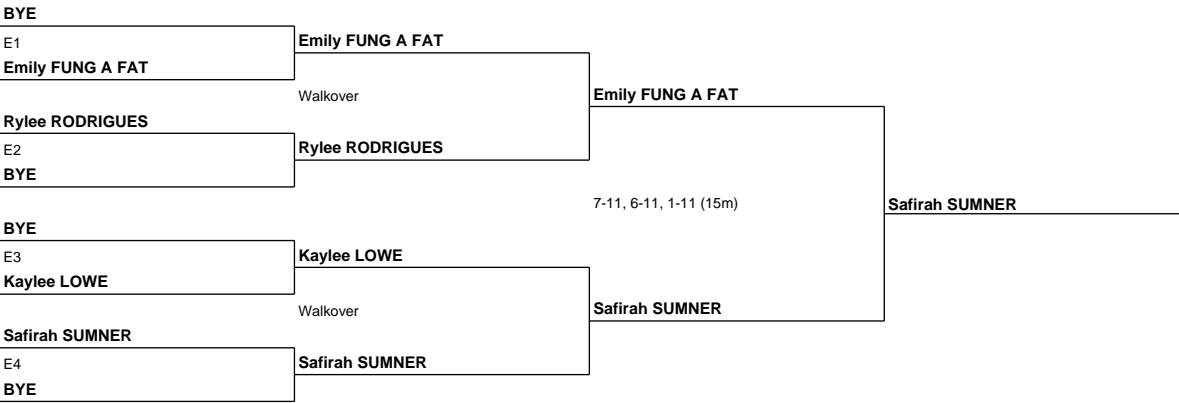 BYE
E1
Emily FUNG A FAT
Emily FUNG A FAT
Walkover
Emily FUNG A FAT
Rylee RODRIGUES
E2
Rylee RODRIGUES
BYE
7-11, 6-11, 1-11 (15m)
Safirah SUMNER
BYE
E3
Kaylee LOWE
Kaylee LOWE
Walkover
Safirah SUMNER
Safirah SUMNER
E4
Safirah SUMNER
BYE